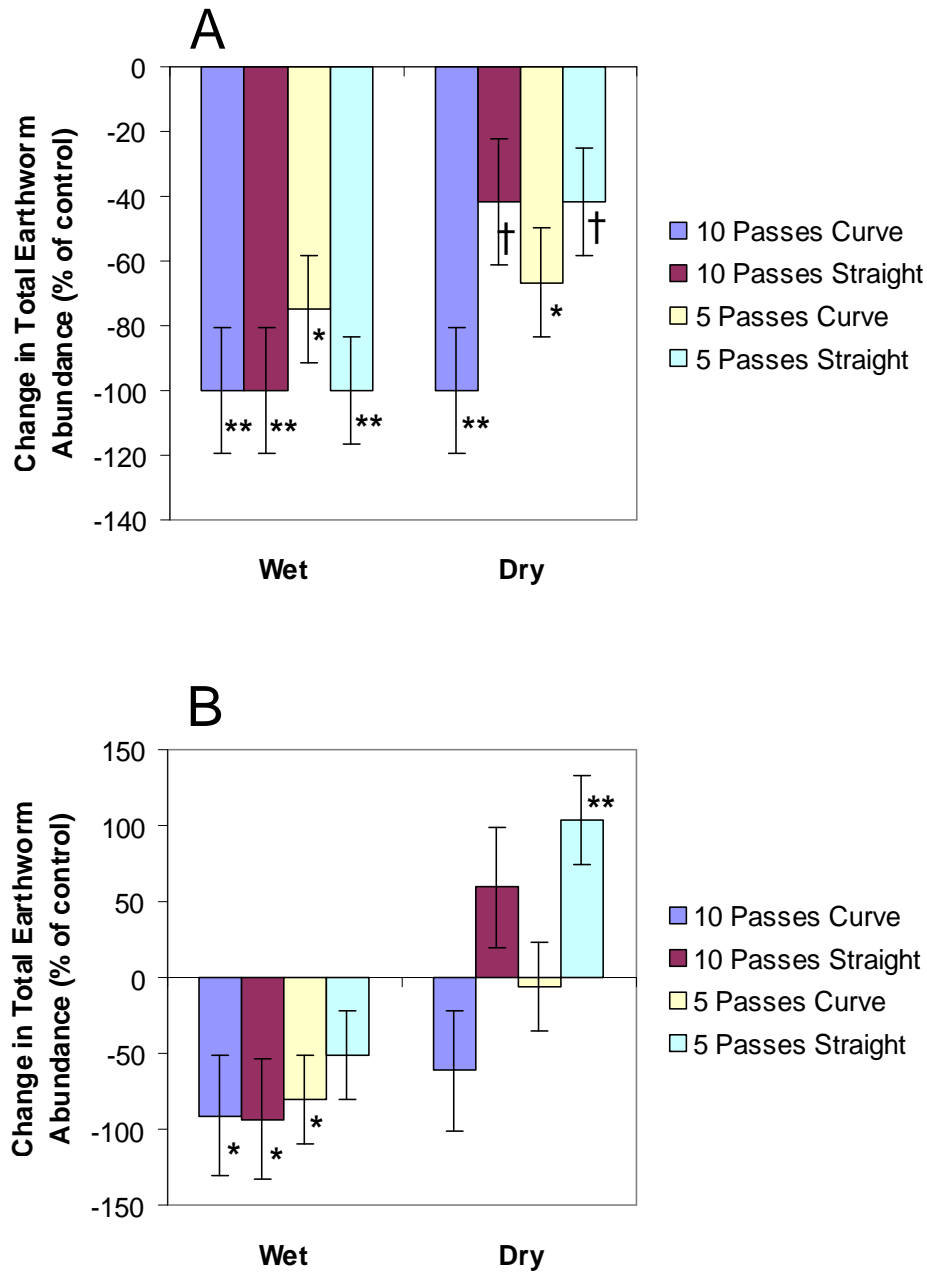 A
Change in Total Earthworm
Abundance (% of control)
0
-20
-40
-60
-80
-100
-120
-140
** ** * ** ** † * †
Wet Dry
10 Passes Curve
10 Passes Straight
5 Passes Curve
5 Passes Straight
B
Change in Total Earthworm
Abundance (% of control)
150
100
50
0
-50
-100
-150
* * * **
Wet Dry
10 Passes Curve
10 Passes Straight
5 Passes Curve
5 Passes Straight